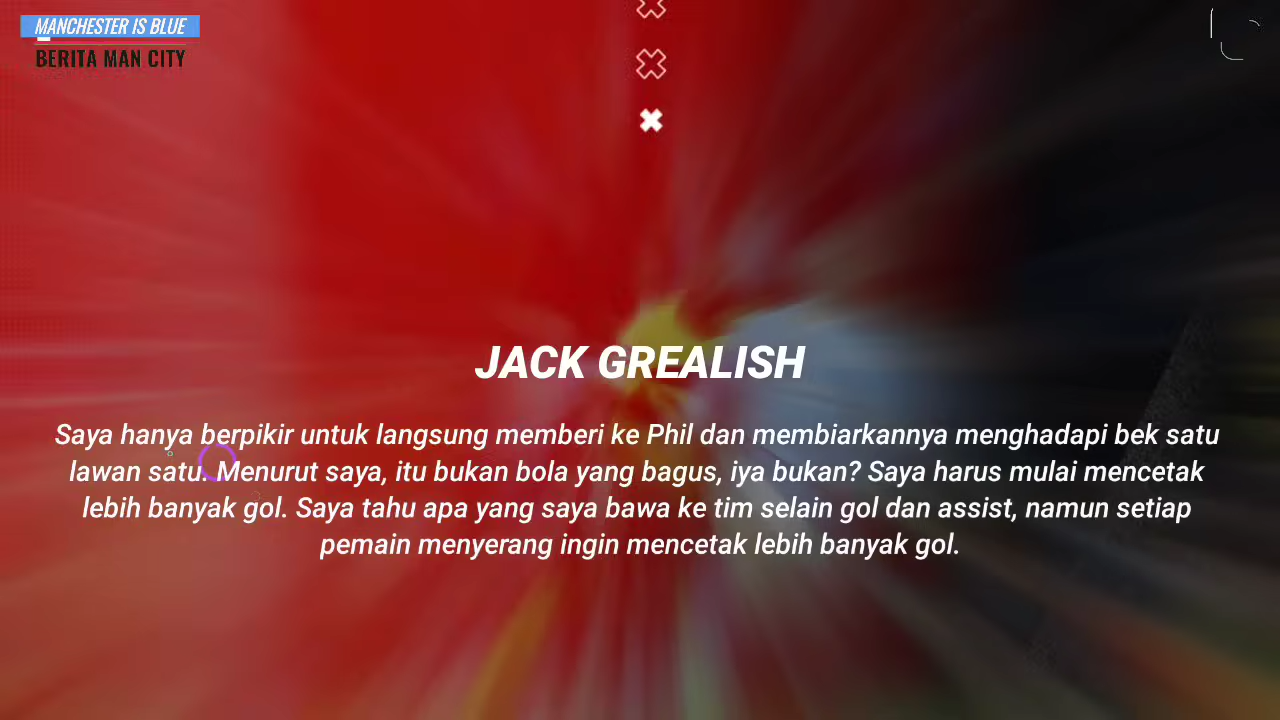 MANCHESTER IS BLUE
BERITA MAN CITY
JACK GREALISH
Saya hanya berpikir untuk langsung memberi ke Phil dan membiarkannya menghadapi bek satu
lawan satu. Menurut saya, itu bukan bola yang bagus, iya bukan? Saya harus mulai mencetak
lebih banyak gol. Saya tahu apa yang saya bawa ke tim selain gol dan assist, namun setiap
pemain menyerang ingin mencetak lebih banyak gol.